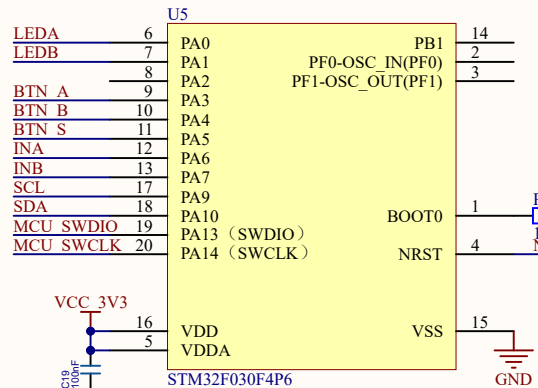 U5
LEDA 6 PA0 PB1 14
LEDB 7 PA1 PF0-OSC_IN(PF0) 2
8 PA2 PF1-OSC_OUT(PF1) 3
BTN_A 9 PA3
BTN_B 10 PA4
BTN_S 11 PA5
INA 12 PA6
INB 13 PA7
SCL 17 PA9
SDA 18 PA10 BOOT0 1
MCU_SWDIO 19 PA13（SWDIO）
MCU_SWCLK 20 PA14（SWCLK） NRST 4
VCC_3V3
16 VDD VSS 15
5 VDDA
C19
100nF
STM32F030F4P6
GND